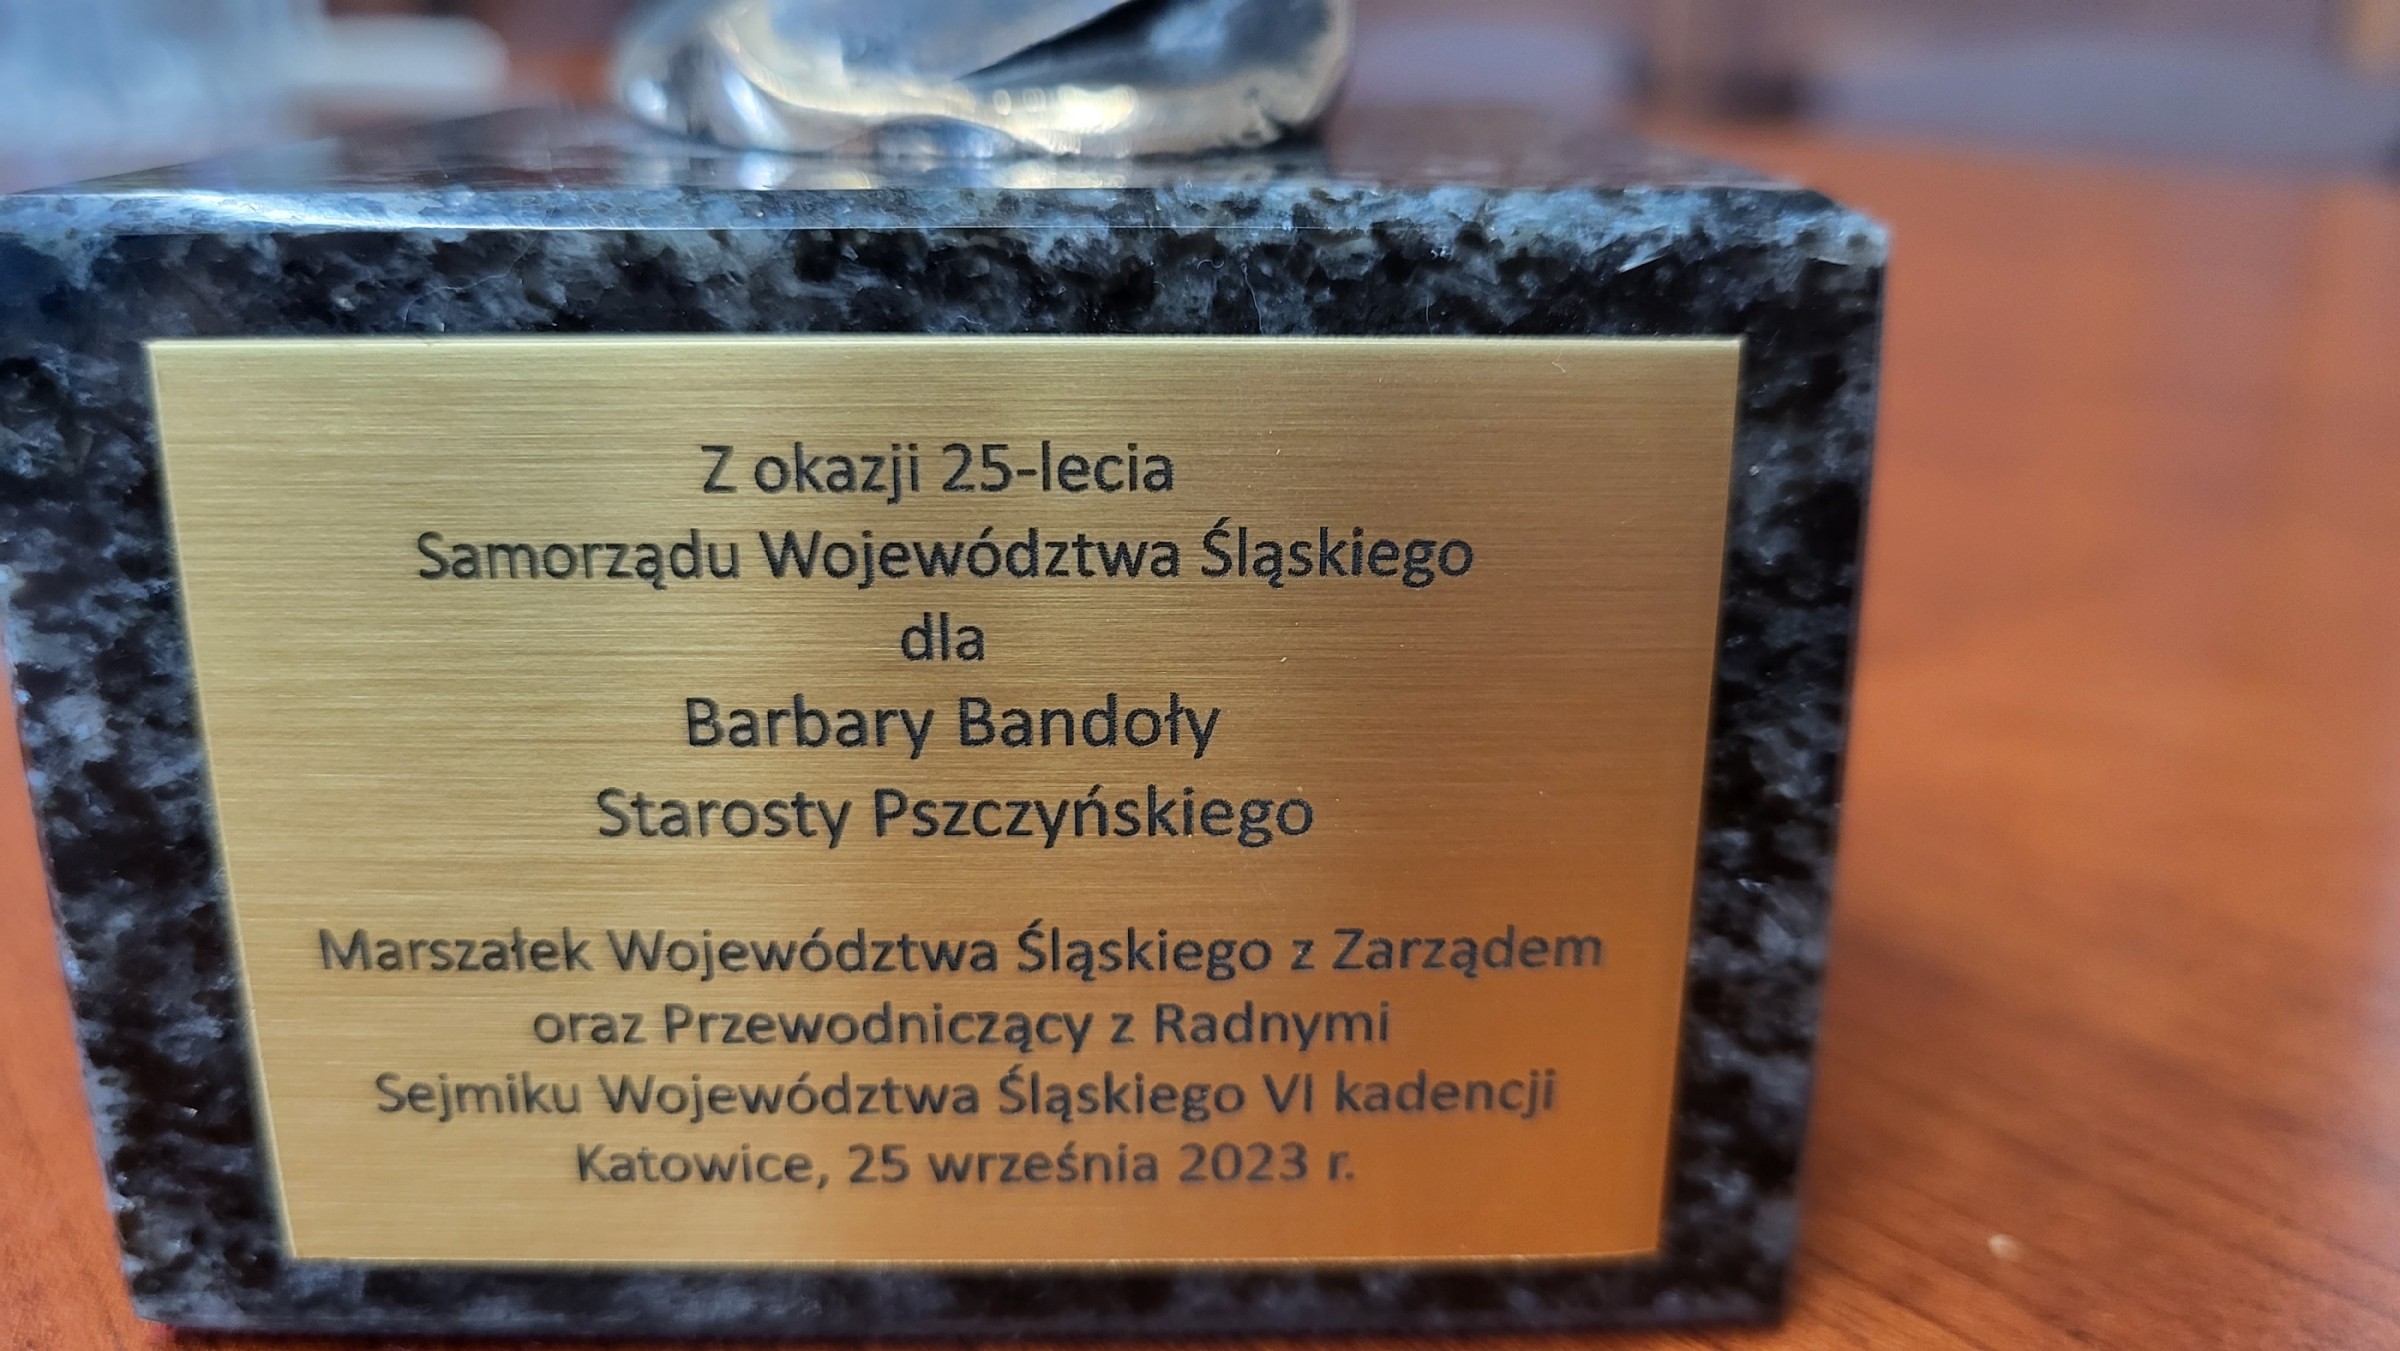 Z okazji 25-lecia
Samorządu Województwa Śląskiego
dla
Barbary Bandoły
Starosty Pszczyńskiego
Marszałek Województwa Śląskiego z Zarządem
oraz Przewodniczący z Radnymi
Sejmiku Województwa Śląskiego VI kadencji
Katowice, 25 września 2023 r.